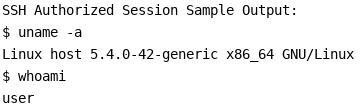 SSH Authorized Session Sample Output:
$ uname -a
Linux host 5.4.0-42-generic x86_64 GNU/Linux
$ whoami
user